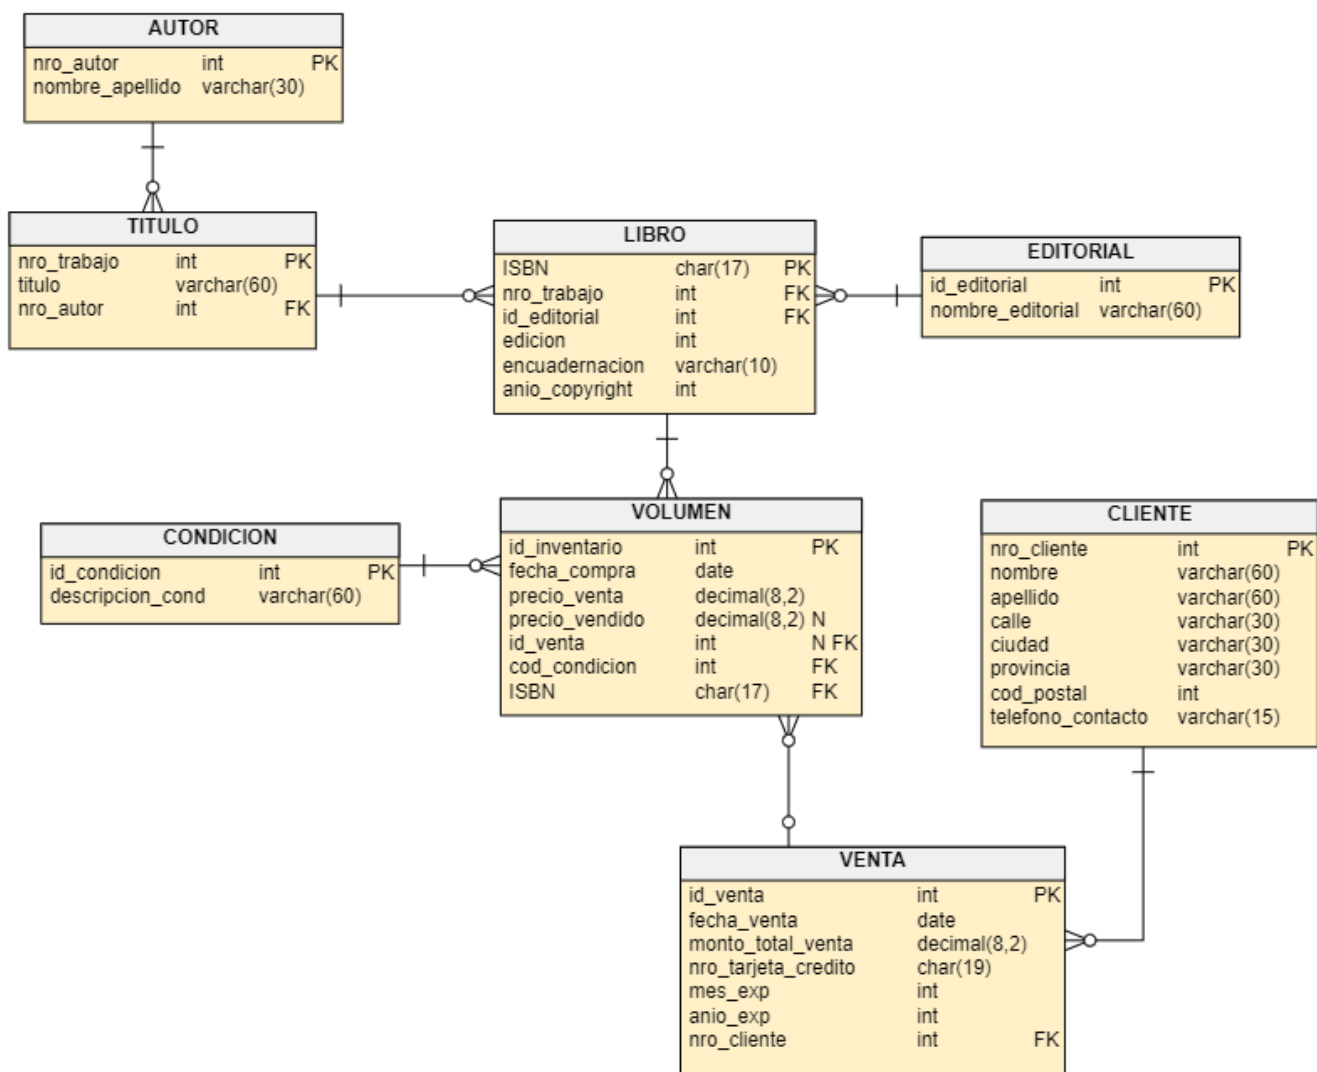 AUTOR
nro_autor int PK
nombre_apellido varchar(30)
TITULO
nro_trabajo int PK
titulo varchar(60)
nro_autor int FK
LIBRO
ISBN char(17) PK
nro_trabajo int FK
id_editorial int FK
edicion int
encuadernacion varchar(10)
anio_copyright int
EDITORIAL
id_editorial int PK
nombre_editorial varchar(60)
CONDICION
id_condicion int PK
descripcion_cond varchar(60)
VOLUMEN
id_inventario int PK
fecha_compra date
precio_venta decimal(8,2)
precio_vendido decimal(8,2) N
id_venta int N FK
cod_condicion int FK
ISBN char(17) FK
CLIENTE
nro_cliente int PK
nombre varchar(60)
apellido varchar(60)
calle varchar(30)
ciudad varchar(30)
provincia varchar(30)
cod_postal int
telefono_contacto varchar(15)
VENTA
id_venta int PK
fecha_venta date
monto_total_venta decimal(8,2)
nro_tarjeta_credito char(19)
mes_exp int
anio_exp int
nro_cliente int FK